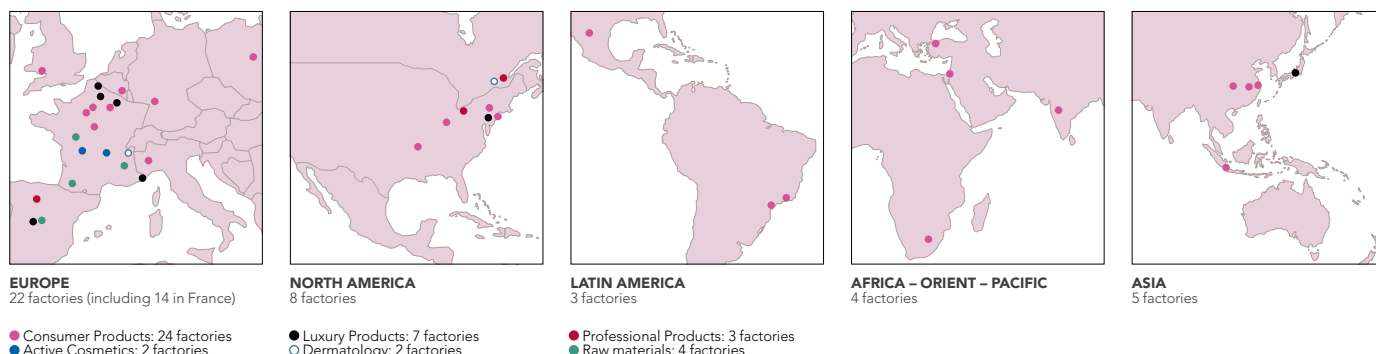 EUROPE
22 factories (including 14 in France)
NORTH AMERICA
8 factories
LATIN AMERICA
3 factories
AFRICA – ORIENT – PACIFIC
4 factories
ASIA
5 factories
Consumer Products: 24 factories
Luxury Products: 7 factories
Professional Products: 3 factories
Active Cosmetics: 2 factories
Dermatology: 2 factories
Raw materials: 4 factories